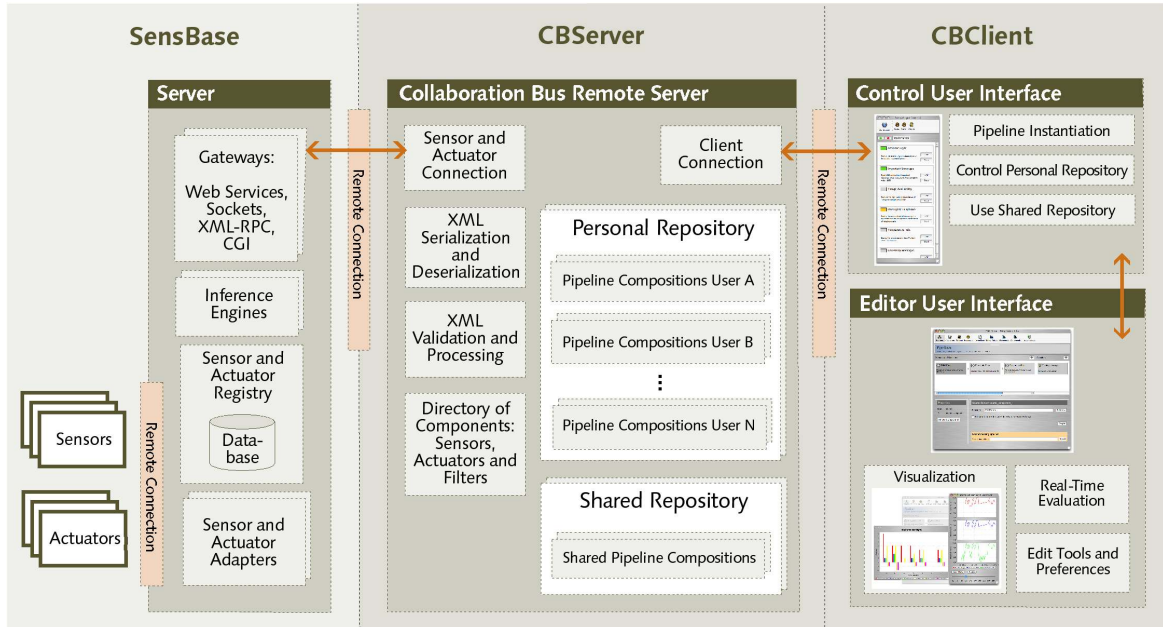 SensBase
CBServer
CBClient
Server
Gateways:
Web Services,
Sockets,
XML-RPC,
CGI
Inference
Engines
Sensor and
Actuator
Registry
Data-
base
Sensor and
Actuator
Adapters
Sensors
Actuators
Remote Connection
Remote Connection
Collaboration Bus Remote Server
Sensor and
Actuator
Connection
Client
Connection
XML
Serialization
and
Deserialization
XML
Validation and
Processing
Directory of
Components:
Sensors,
Actuators and
Filters
Personal Repository
Pipeline Compositions User A
Pipeline Compositions User B
Pipeline Compositions User N
Shared Repository
Shared Pipeline Compositions
Remote Connection
Control User Interface
Pipeline Instantiation
Control Personal Repository
Use Shared Repository
Editor User Interface
Visualization
Real-Time
Evaluation
Edit Tools and
Preferences